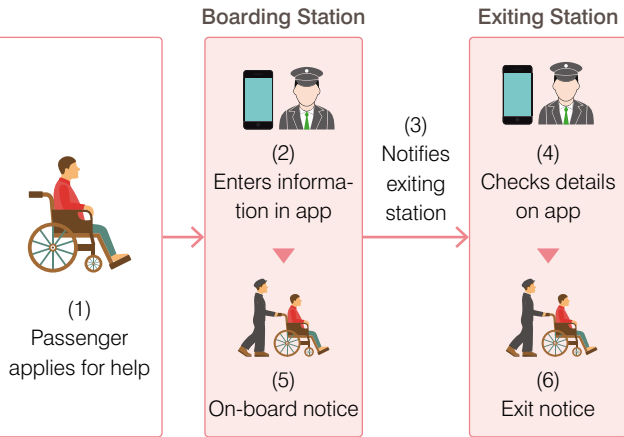 Boarding Station
Exiting Station
(1)
Passenger
applies for help
(2)
Enters informa-
tion in app
(3)
Notifies
exiting
station
(4)
Checks details
on app
(5)
On-board notice
(6)
Exit notice